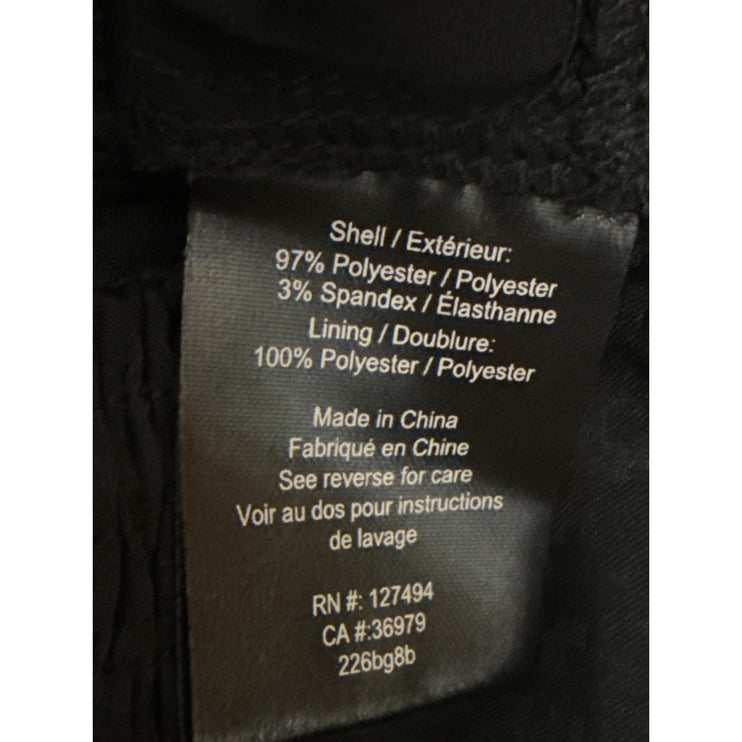 Shell / Extérieur:
97% Polyester / Polyester
3% Spandex / Élasthanne
Lining / Doublure:
100% Polyester / Polyester
Made in China
Fabriqué en Chine
See reverse for care
Voir au dos pour instructions
de lavage
RN #: 127494
CA #:36979
226bg8b